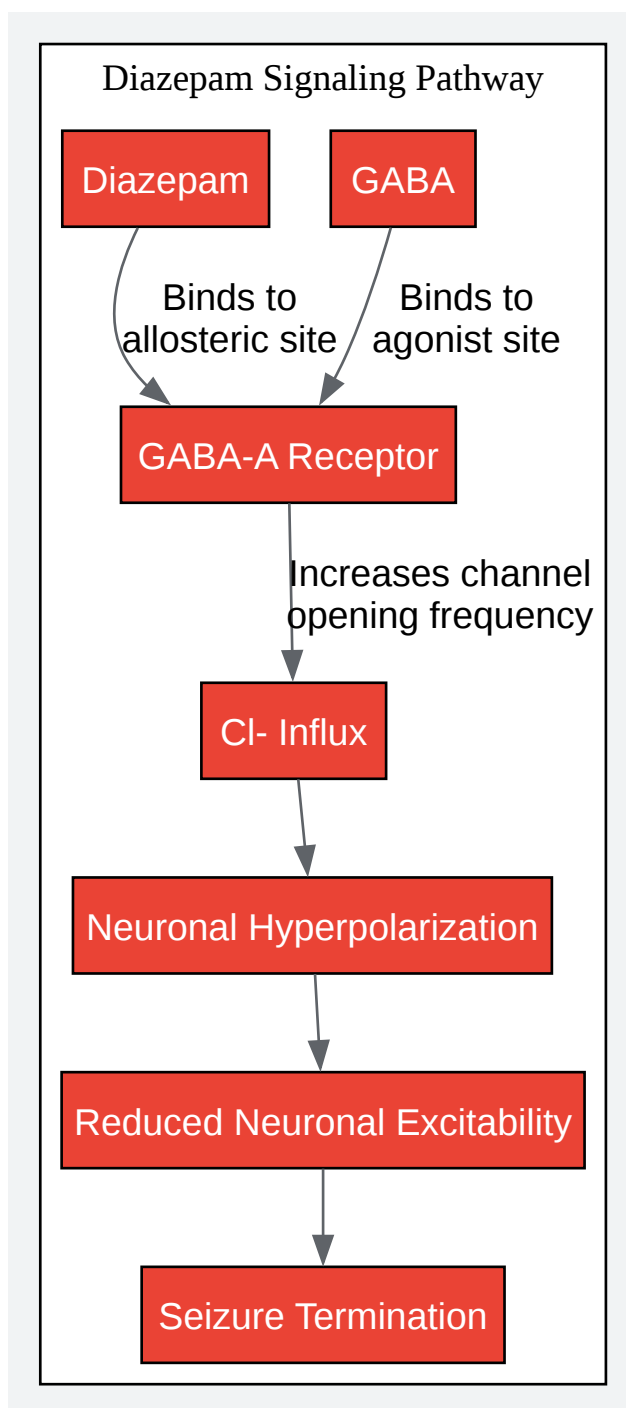 Diazepam Signaling Pathway
Diazepam
GABA
Binds to
allosteric site
Binds to
agonist site
GABA-A Receptor
Increases channel
opening frequency
Cl- Influx
Neuronal Hyperpolarization
Reduced Neuronal Excitability
Seizure Termination